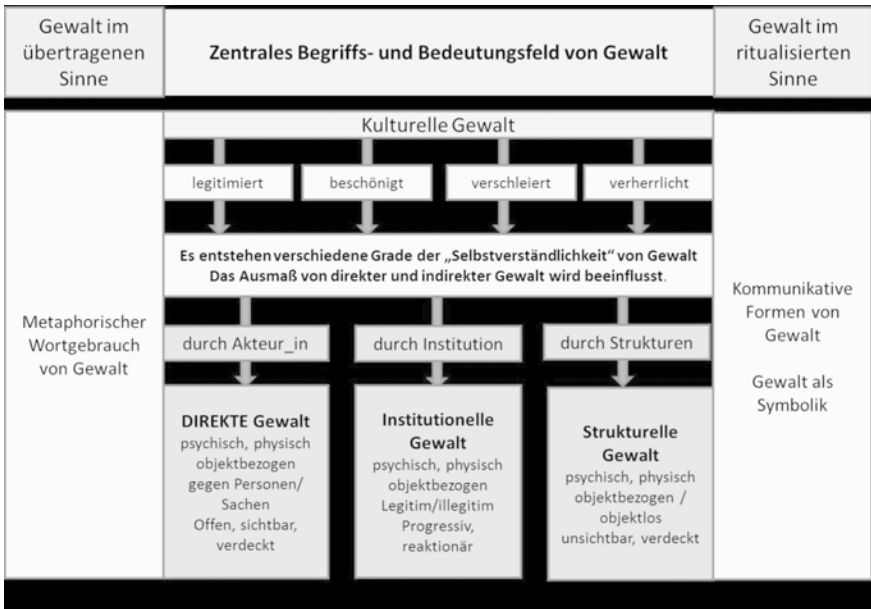 Gewalt im
übertragenen
Sinne
Zentrales Begriffs- und Bedeutungsfeld von Gewalt
Gewalt im
ritualisierten
Sinne
Metaphorischer
Wortgebrauch
von Gewalt
Kulturelle Gewalt
legitimiert
beschönigt
verschleiert
verherrlicht
Es entstehen verschiedene Grade der „Selbstverständlichkeit“ von Gewalt
Das Ausmaß von direkter und indirekter Gewalt wird beeinflusst.
durch Akteur_in
durch Institution
durch Strukturen
DIREKTE Gewalt
psychisch, physisch
objektbezogen
gegen Personen/
Sachen
Offen, sichtbar,
verdeckt
Institutionelle
Gewalt
psychisch, physisch
objektbezogen
Legitim/illegitim
Progressiv,
reaktionär
Strukturelle
Gewalt
psychisch, physisch
objektbezogen /
objektlos
unsichtbar, verdeckt
Kommunikative
Formen von
Gewalt
Gewalt als
Symbolik